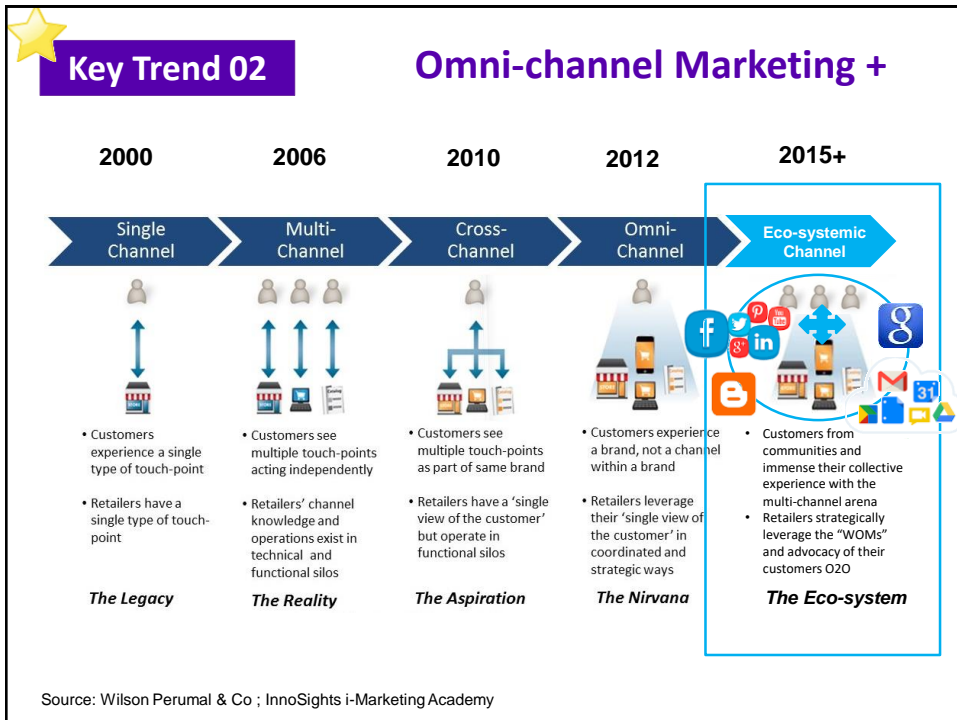 Key Trend 02
Omni-channel Marketing +
2000
2006
2010
2012
2015+
Single
Channel
Multi-
Channel
Cross-
Channel
Omni-
Channel
Eco-systemic
Channel
• Customers
experience a single
type of touch-point
• Retailers have a
single type of touch-
point
The Legacy
• Customers see
multiple touch-points
acting independently
• Retailers' channel
knowledge and
operations exist in
technical and
functional silos
The Reality
• Customers see
multiple touch-points
as part of same brand
• Retailers have a 'single
view of the customer'
but operate in
functional silos
The Aspiration
• Customers experience
a brand, not a channel
within a brand
• Retailers leverage
their 'single view of
the customer' in
coordinated and
strategic ways
The Nirvana
f
in
g+
You
Tube
g
31
• Customers from
communities and
immense their collective
experience with the
multi-channel arena
• Retailers strategically
leverage the "WOMs"
and advocacy of their
customers O2O
The Eco-system
Source: Wilson Perumal & Co ; InnoSights i-Marketing Academy